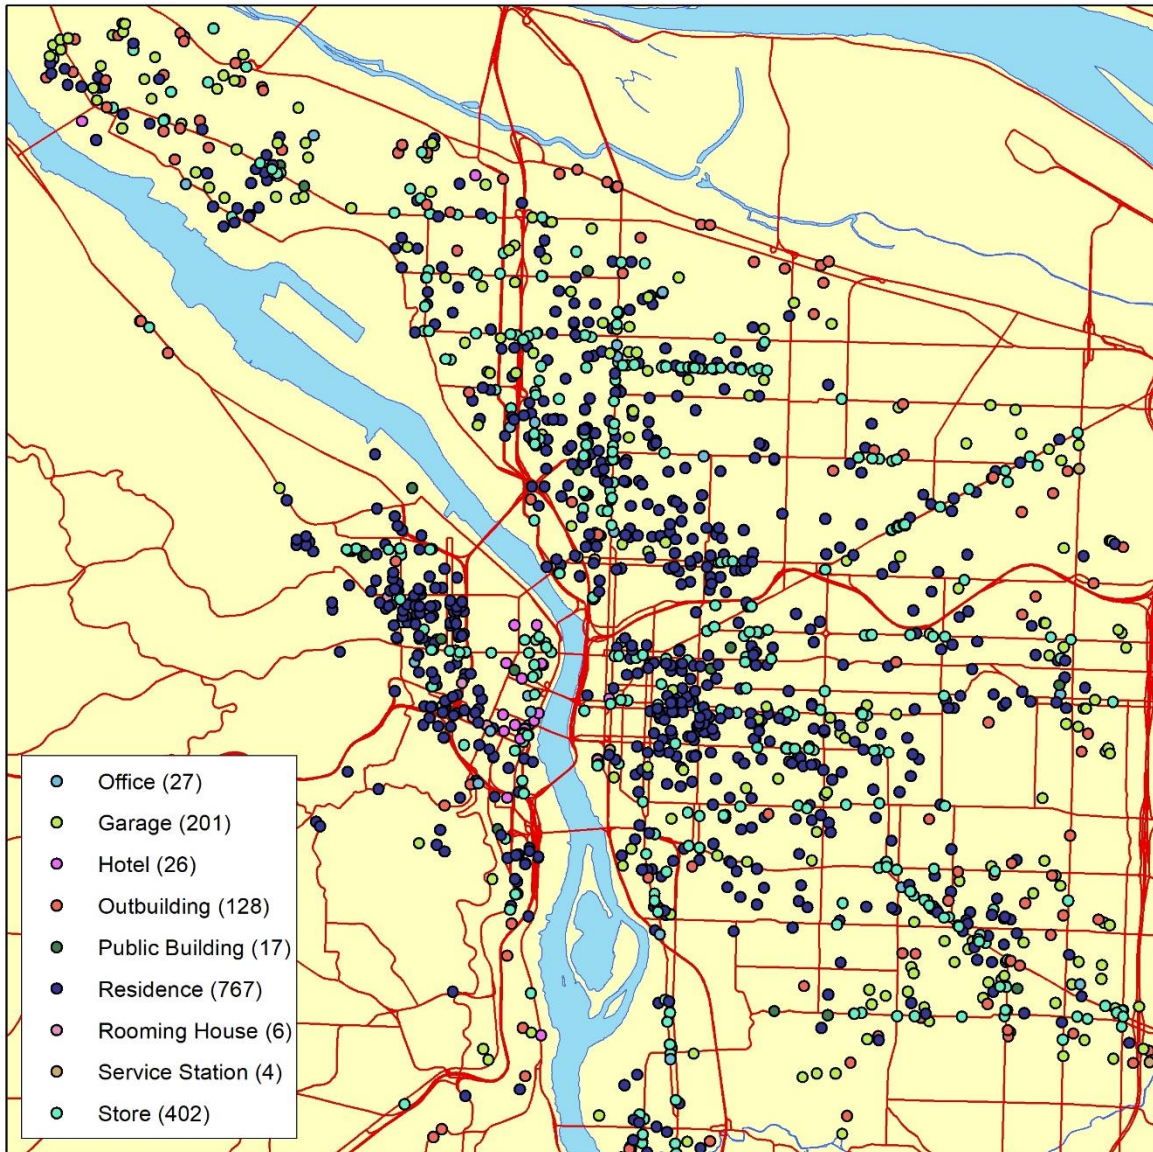 Office (27)
Garage (201)
Hotel (26)
Outbuilding (128)
Public Building (17)
Residence (767)
Rooming House (6)
Service Station (4)
Store (402)